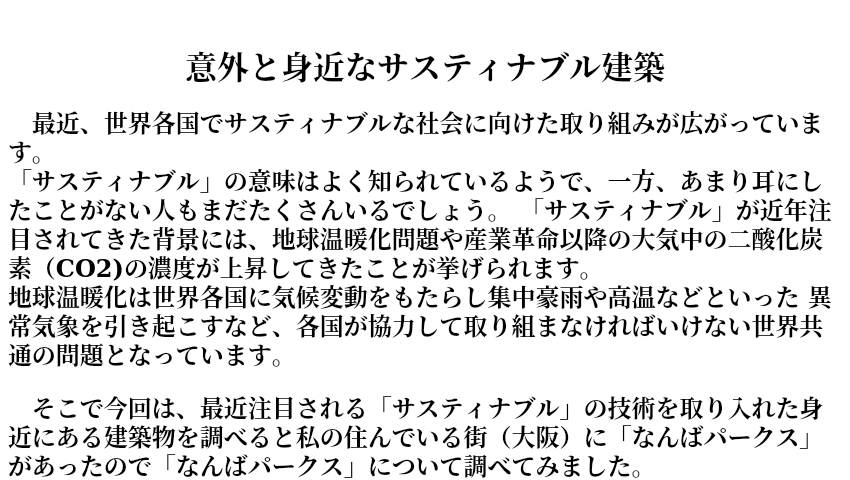 意外と身近なサスティナブル建築
　最近、世界各国でサスティナブルな社会に向けた取り組みが広がっていま
す。
「サスティナブル」の意味はよく知られているようで、一方、あまり耳にし
たことがない人もまだたくさんいるでしょう。 「サスティナブル」が近年注
目されてきた背景には、地球温暖化問題や産業革命以降の大気中の二酸化炭
素（CO2)の濃度が上昇してきたことが挙げられます。
地球温暖化は世界各国に気候変動をもたらし集中豪雨や高温などといった 異
常気象を引き起こすなど、各国が協力して取り組まなければいけない世界共
通の問題となっています。
　そこで今回は、最近注目される「サスティナブル」の技術を取り入れた身
近にある建築物を調べると私の住んでいる街（大阪）に「なんばパークス」
があったので「なんばパークス」について調べてみました。